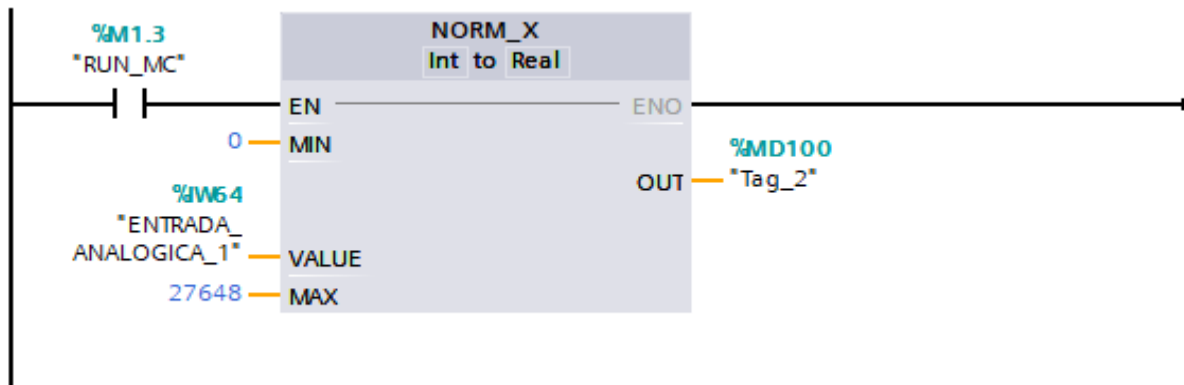 %M1.3
"RUN_MC"
NORM_X
Int to Real
EN
ENO
0
MIN
%MD100
"Tag_2"
OUT
%IW64
"ENTRADA_
ANALOGICA_1"
VALUE
27648
MAX